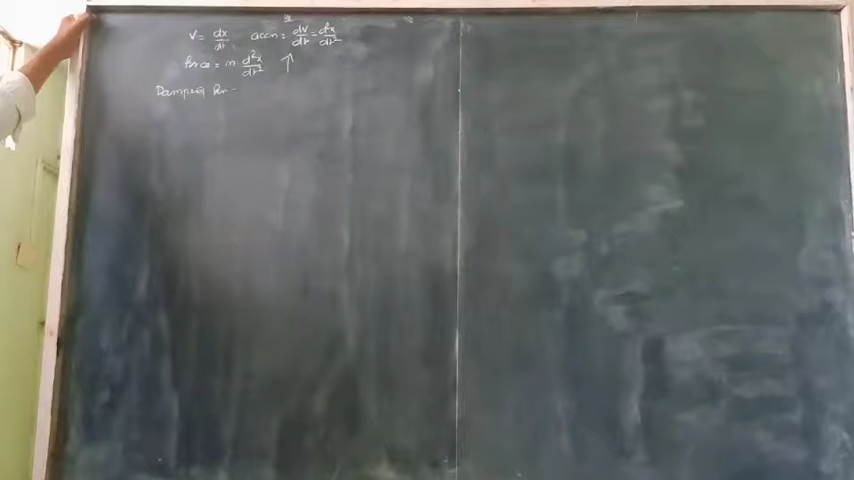 v = dx/dt accn = dv/dt = d²x/dt²
force = m d²x/dt² ↑
Damping